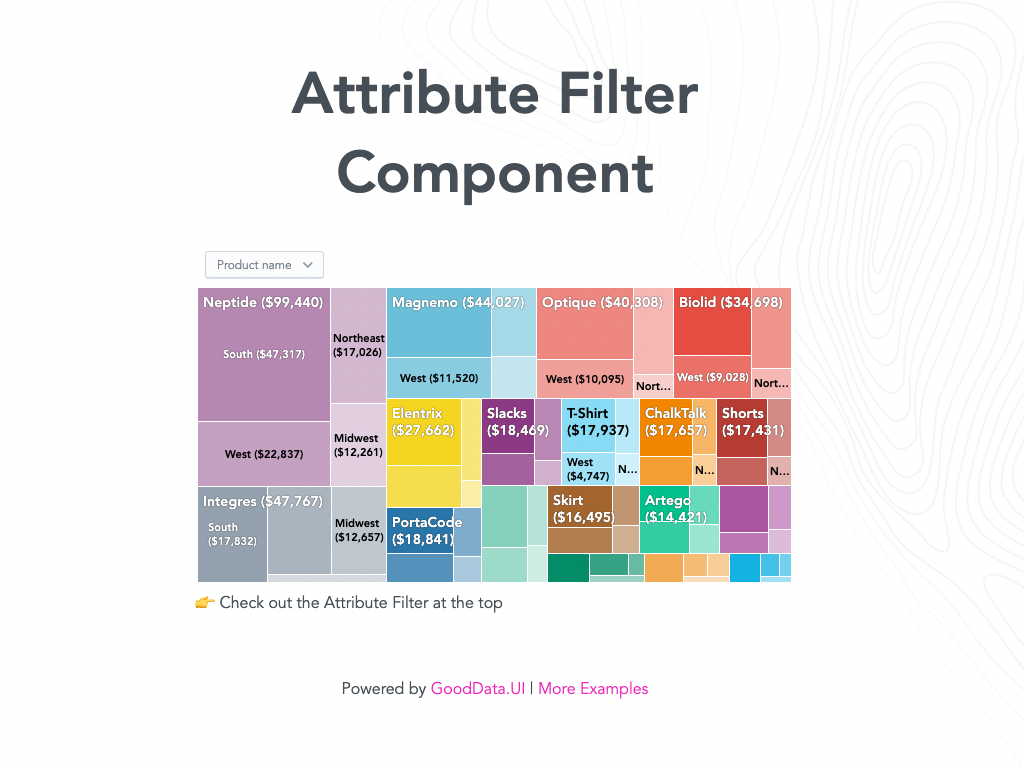 Attribute Filter
Component
Product name
Neptide ($99,440)
South ($47,317)
Northeast
($17,026)
West ($22,837)
Midwest
($12,261)
Integres ($47,767)
South
($17,832)
Midwest
($12,657)
Magnemo ($44,027)
West ($11,520)
Optique ($40,308)
West ($10,095)
Nort...
Biolid ($34,698)
West ($9,028)
Nort...
Elentrix
($27,662)
PortaCode
($18,841)
Slacks
($18,469)
T-Shirt
($17,937)
West
($4,747)
N...
ChalkTalk
($17,657)
N...
Shorts
($17,431)
N...
Skirt
($16,495)
Artego
($14,421)
👉 Check out the Attribute Filter at the top
Powered by GoodData.UI | More Examples